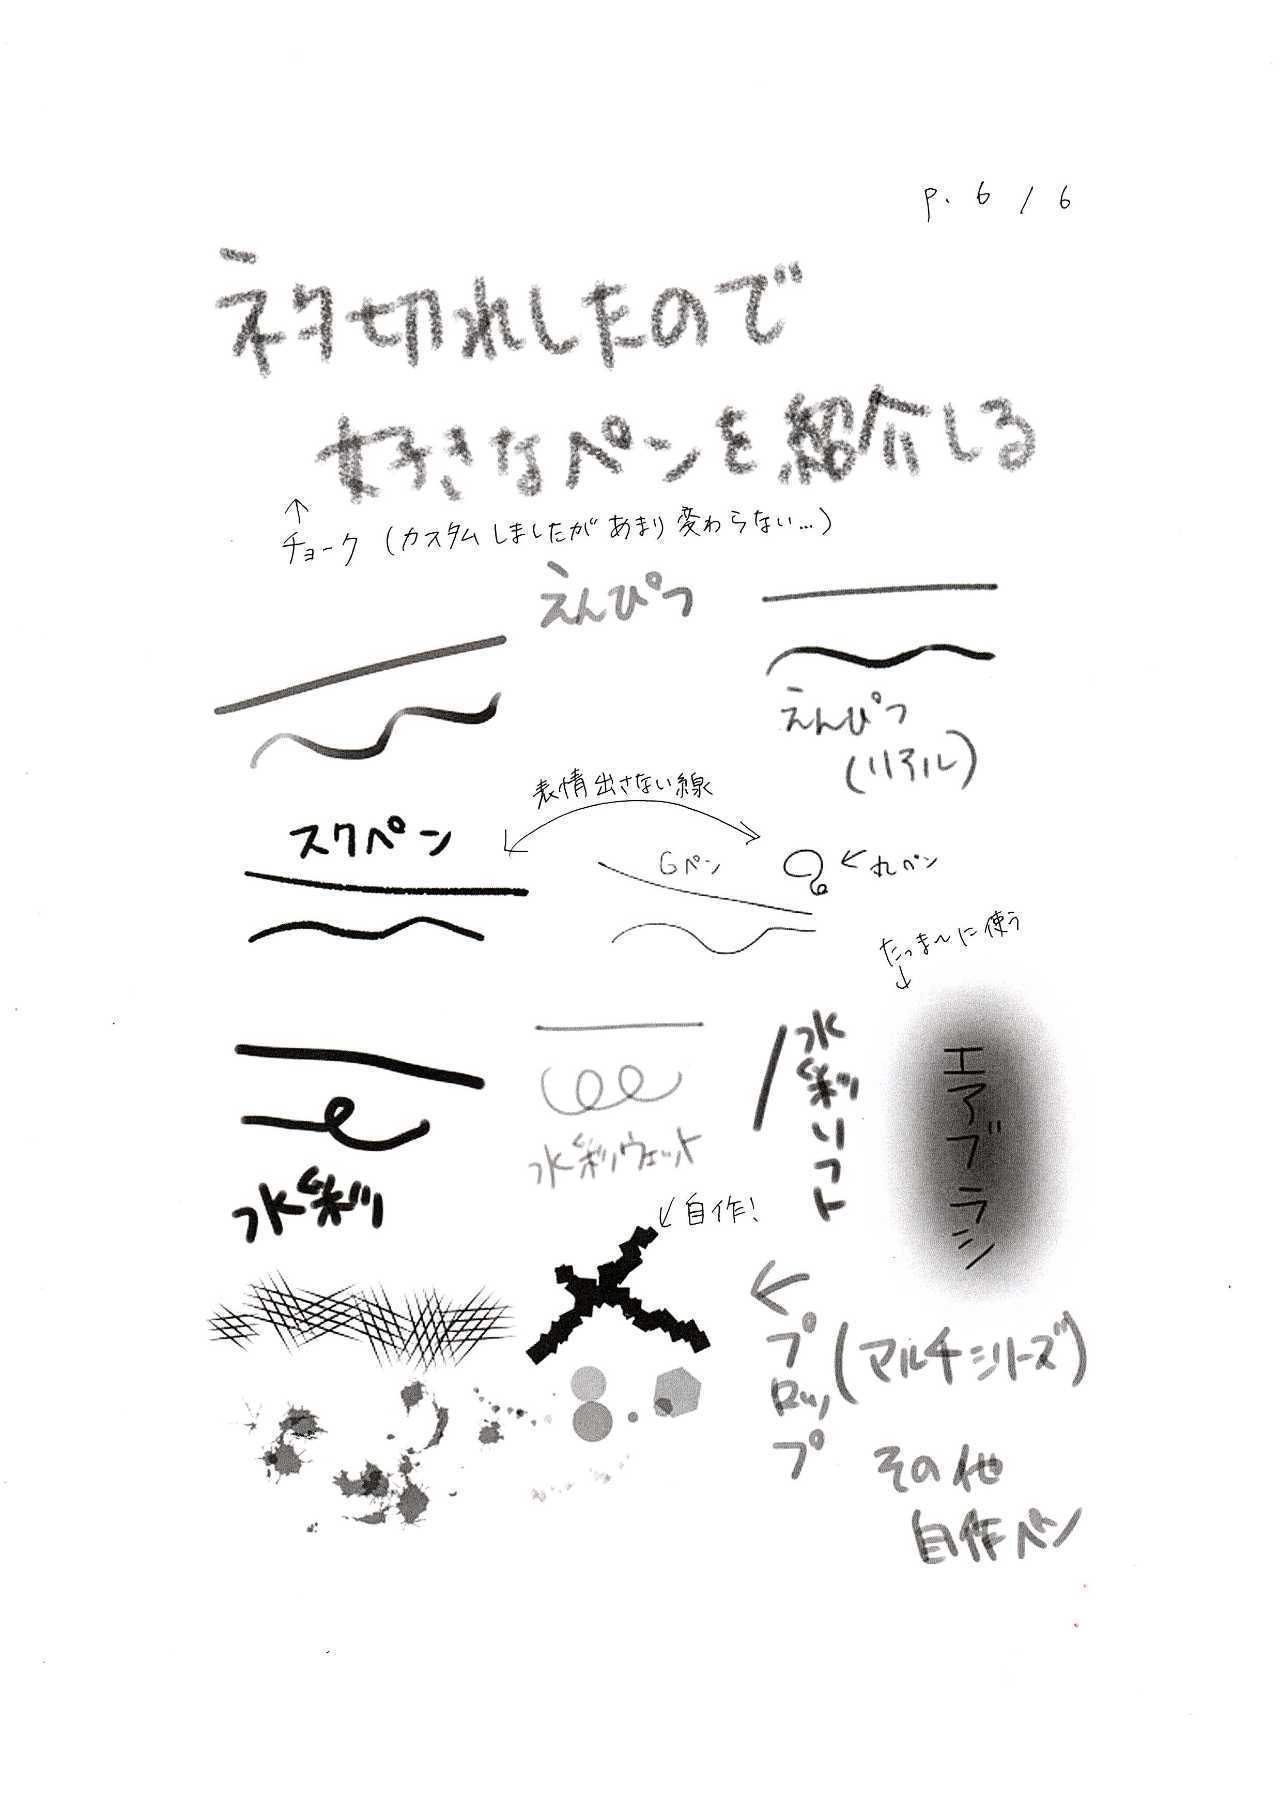 p. 6 / 6
ネタ切れしたので
好きなペンを紹介しる
↑
チョーク (カスタムしましたがあまり変わらない…)
えんぴつ
えんぴつ
(リアル)
表情出さない線
スクペン
Gペン
←丸ペン
たっま〜に使う
↓
水彩
水彩ウェット
水彩ソフト
エアブラシ
←自作!
←プロップ
(マルチシリーズ)
その他
自作ペン